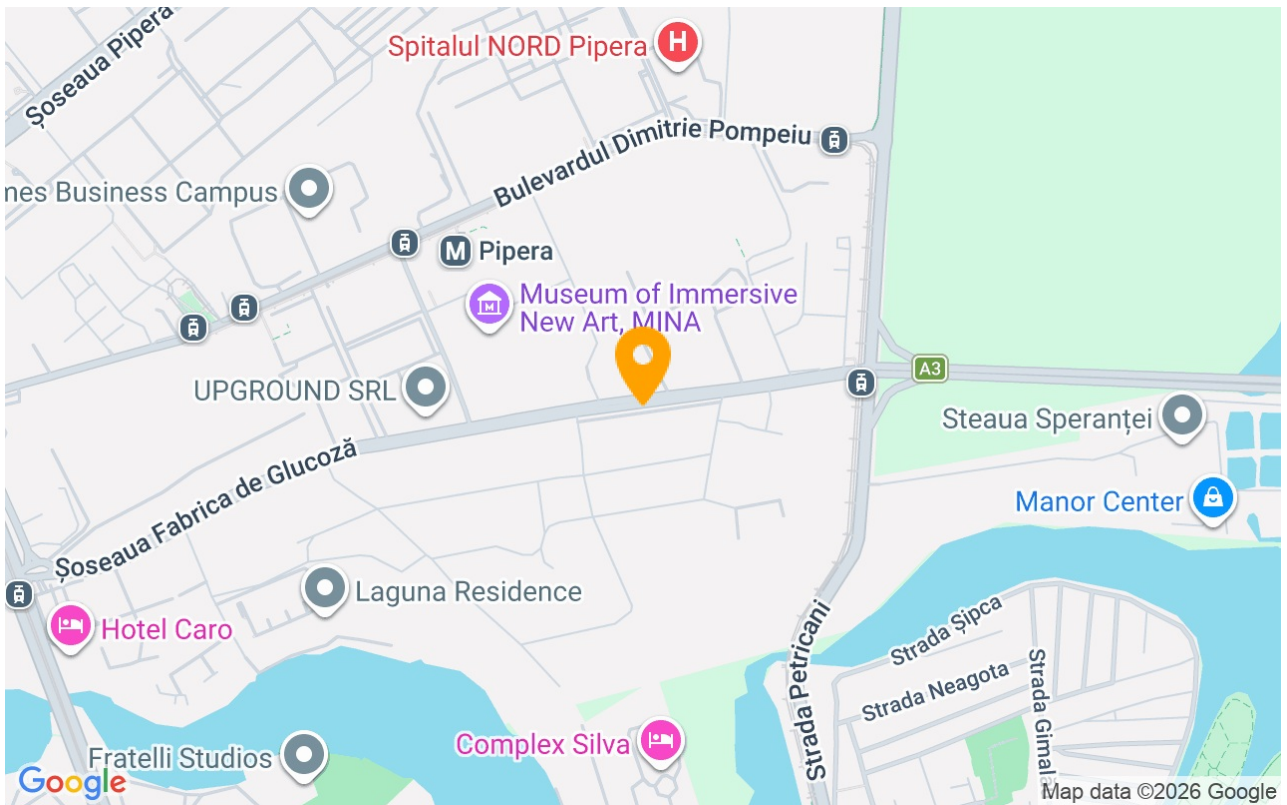 Șoseaua Pipera
Spitalul NORD Pipera
H
Bulevardul Dimitrie Pompeiu
mes Business Campus
M Pipera
Museum of Immersive
New Art, MINA
M
UPGROUND SRL
A3
Steaua Speranței
Manor Center
Șoseaua Fabrica de Glucoză
Laguna Residence
Hotel Caro
Strada Șipca
Strada Neagota
Strada Gimal
Strada Petricani
Complex Silva
Fratelli Studios
Google
Map data ©2026 Google